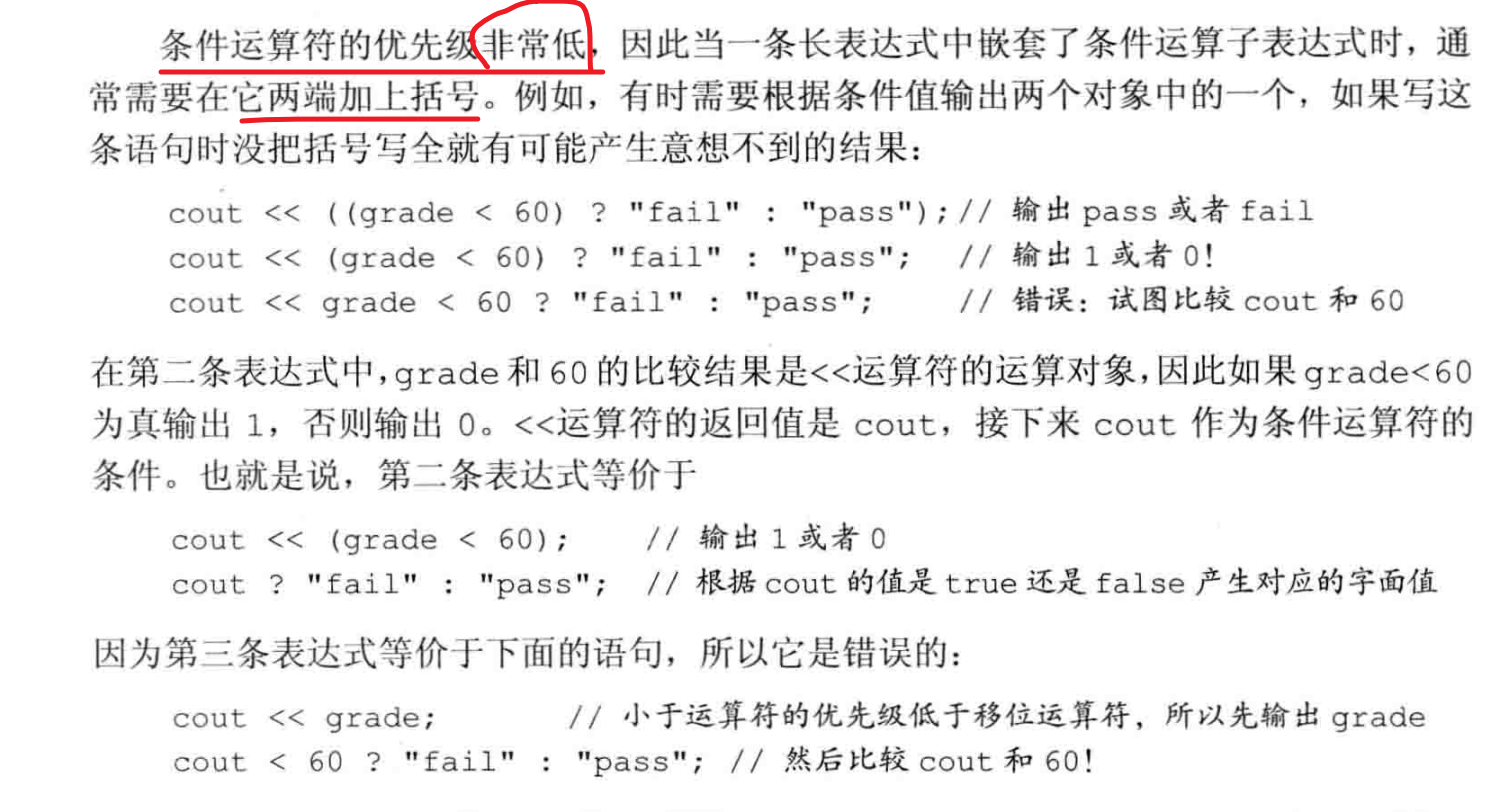 条件运算符的优先级非常低，因此当一条长表达式中嵌套了条件运算子表达式时，通
常需要在它两端加上括号。例如，有时需要根据条件值输出两个对象中的一个，如果写这
条语句时没把括号写全就有可能产生意想不到的结果：
cout << ((grade < 60) ? "fail" : "pass");// 输出 pass 或者 fail
cout << (grade < 60) ? "fail" : "pass"; // 输出 1 或者 0！
cout << grade < 60 ? "fail" : "pass"; // 错误：试图比较 cout 和 60
在第二条表达式中，grade 和 60 的比较结果是<<运算符的运算对象，因此如果 grade<60
为真输出 1，否则输出 0。<<运算符的返回值是 cout，接下来 cout 作为条件运算符的
条件。也就是说，第二条表达式等价于
cout << (grade < 60); // 输出 1 或者 0
cout ? "fail" : "pass"; // 根据 cout 的值是 true 还是 false 产生对应的字面值
因为第三条表达式等价于下面的语句，所以它是错误的：
cout << grade; // 小于运算符的优先级低于移位运算符，所以先输出 grade
cout < 60 ? "fail" : "pass"; // 然后比较 cout 和 60！